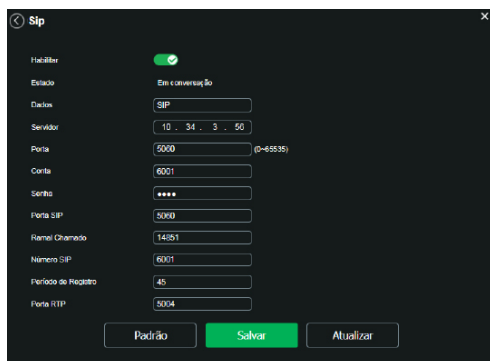 Sip
Habilitar
Estado Em conversação
Dados SIP
Servidor 10 . 34 . 3 . 56
Porta 5060 (0~65535)
Conta 6001
Senha ••••
Porta SIP 5060
Ramal Chamado 14851
Número SIP 6001
Período de Registro 45
Porta RTP 5004
Padrão Salvar Atualizar